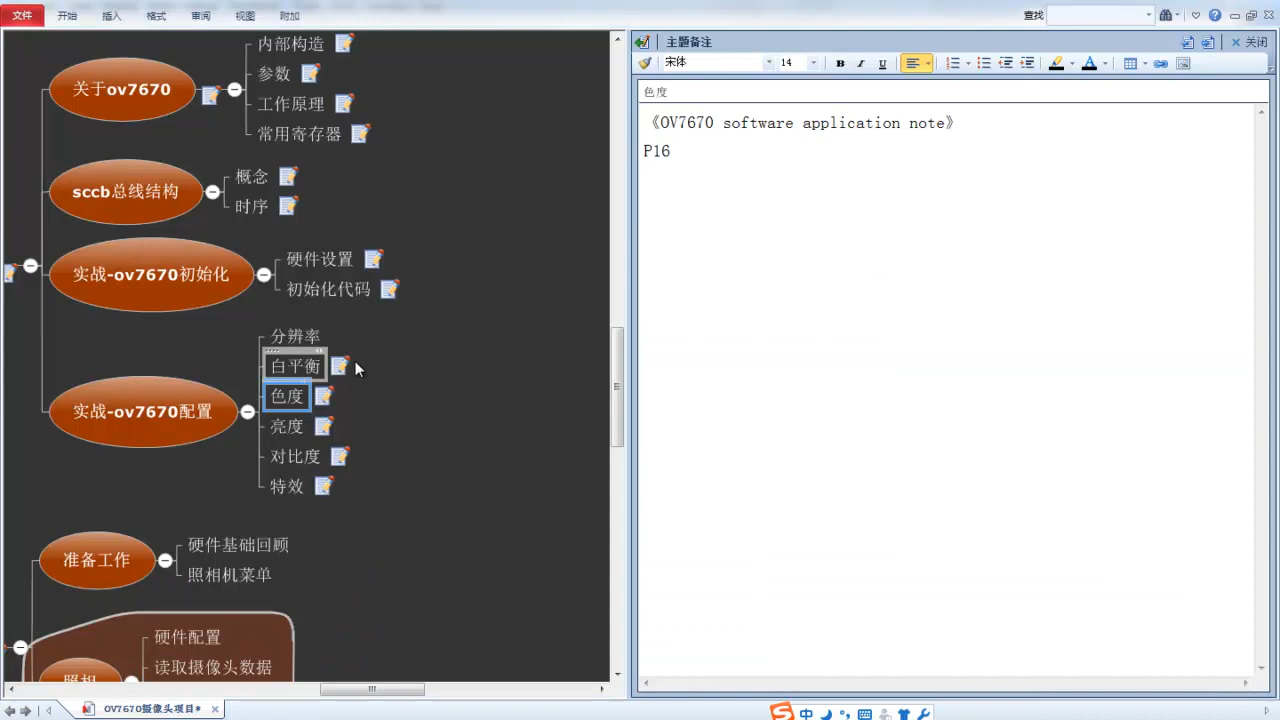 文件 开始 插入 格式 审阅 视图 附加 查找
主题备注 关闭
宋体 14 B I U A
色度
《OV7670 software application note》
P16
关于ov7670
内部构造
参数
工作原理
常用寄存器
sccb总线结构
概念
时序
实战-ov7670初始化
硬件设置
初始化代码
实战-ov7670配置
分辨率
白平衡
色度
亮度
对比度
特效
准备工作
硬件基础回顾
照相机菜单
照相
硬件配置
读取摄像头数据
OV7670摄像头项目*
中